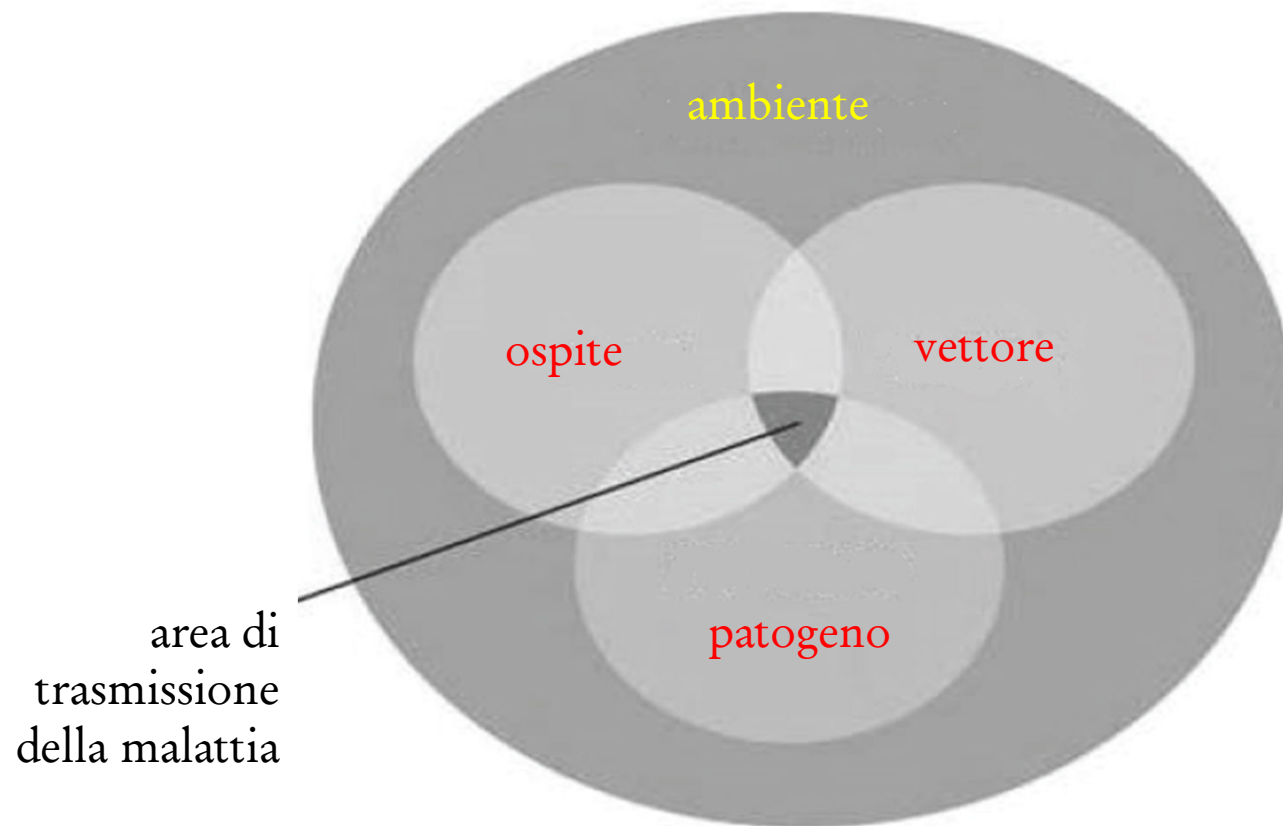 ambiente
ospite
vettore
patogeno
area di
trasmissione
della malattia